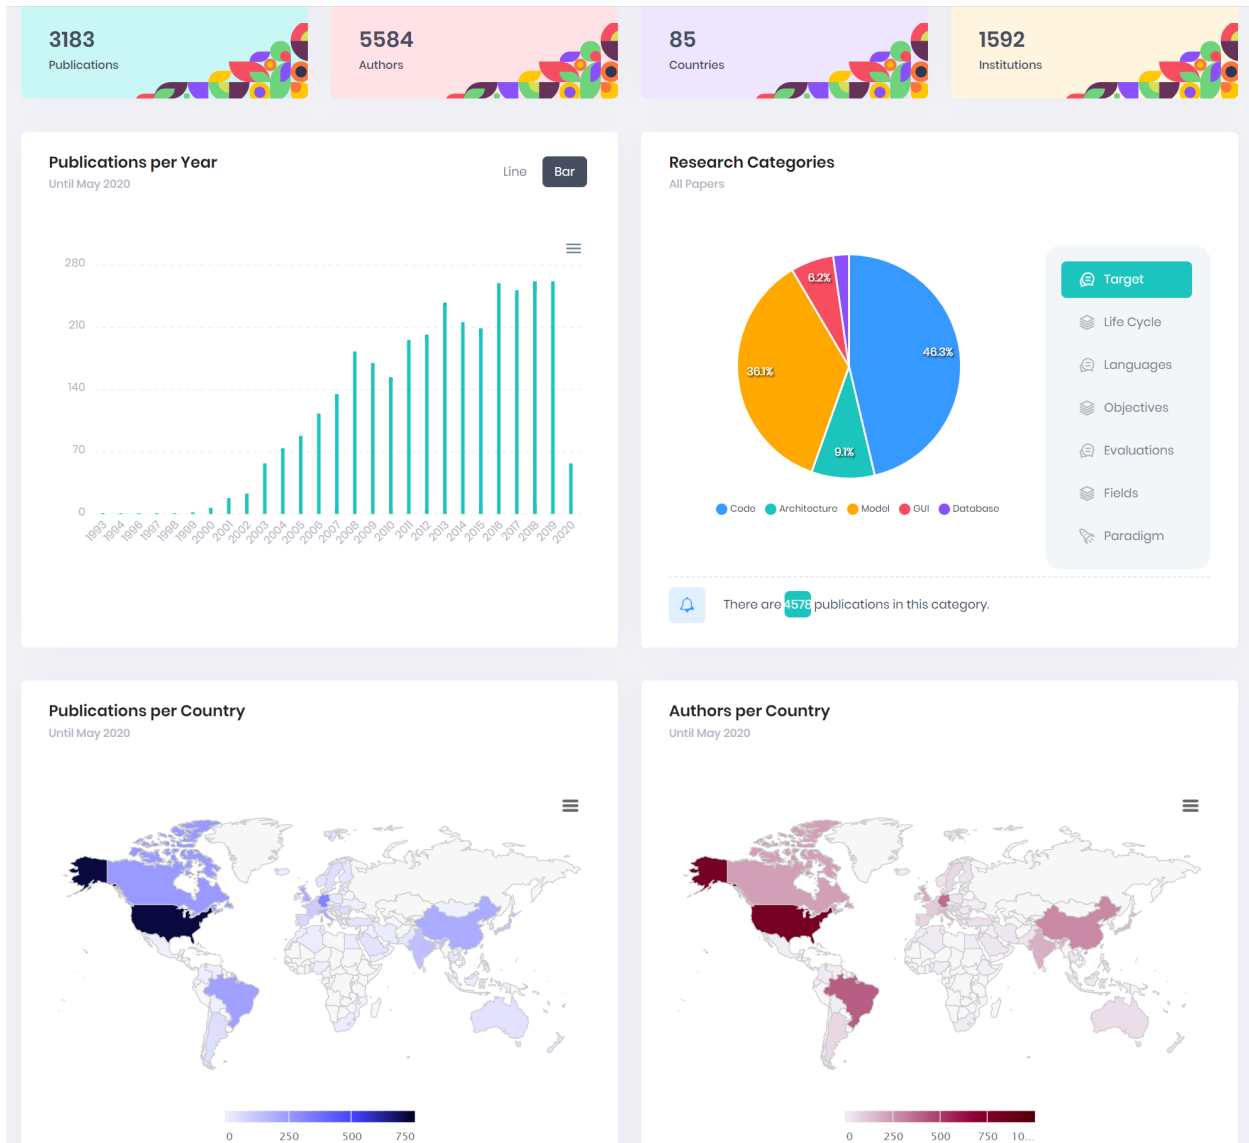 3183
Publications
5584
Authors
85
Countries
1592
Institutions
Publications per Year
Until May 2020
Line
Bar
280
210
140
70
0
1993 1994 1996 1997 1998 1999 2000 2001 2002 2003 2004 2005 2006 2007 2008 2009 2010 2011 2012 2013 2014 2015 2016 2017 2018 2019 2020
Research Categories
All Papers
6.2%
46.3%
36.1%
9.1%
Code Architecture Model GUI Database
Target
Life Cycle
Languages
Objectives
Evaluations
Fields
Paradigm
There are 4578 publications in this category.
Publications per Country
Until May 2020
0 250 500 750
Authors per Country
Until May 2020
0 250 500 750 10...